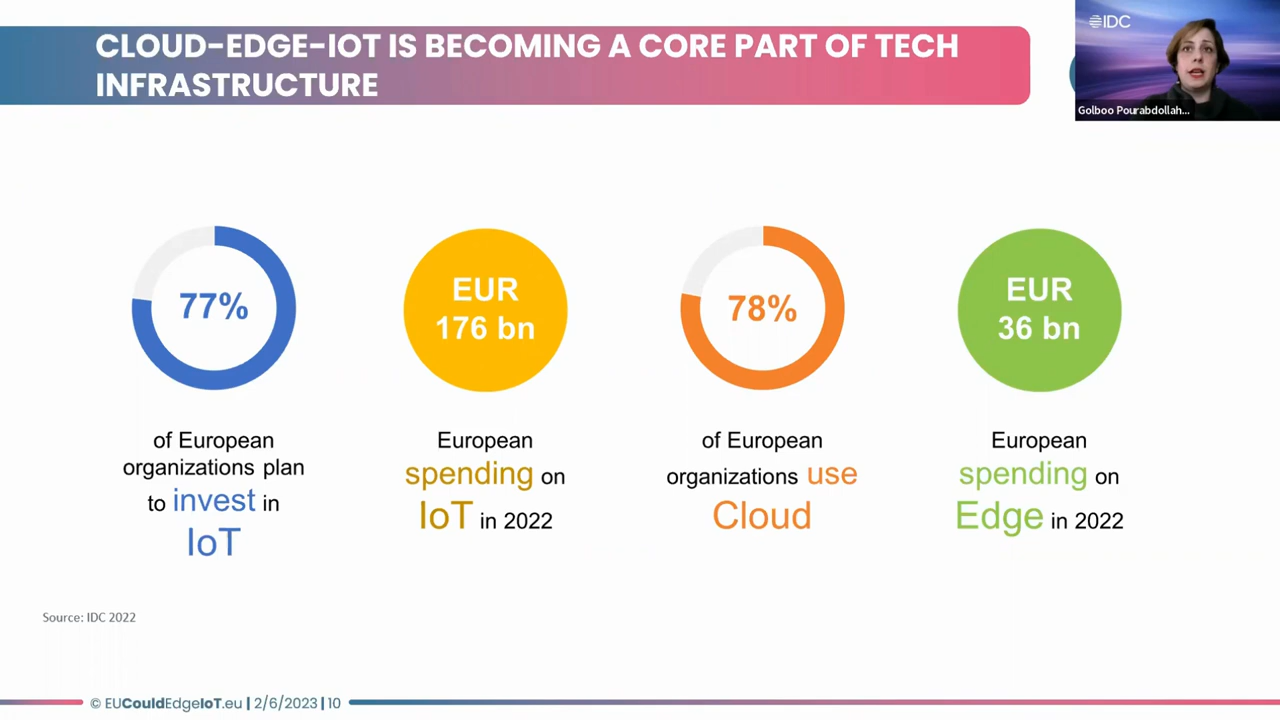 CLOUD-EDGE-IOT IS BECOMING A CORE PART OF TECH
INFRASTRUCTURE
IDC
Golboo Pourabdollah...
77%
of European
organizations plan
to invest in
IoT
EUR
176 bn
European
spending on
IoT in 2022
78%
of European
organizations use
Cloud
EUR
36 bn
European
spending on
Edge in 2022
Source: IDC 2022
© EUCouldEdgeIoT.eu | 2/6/2023 | 10